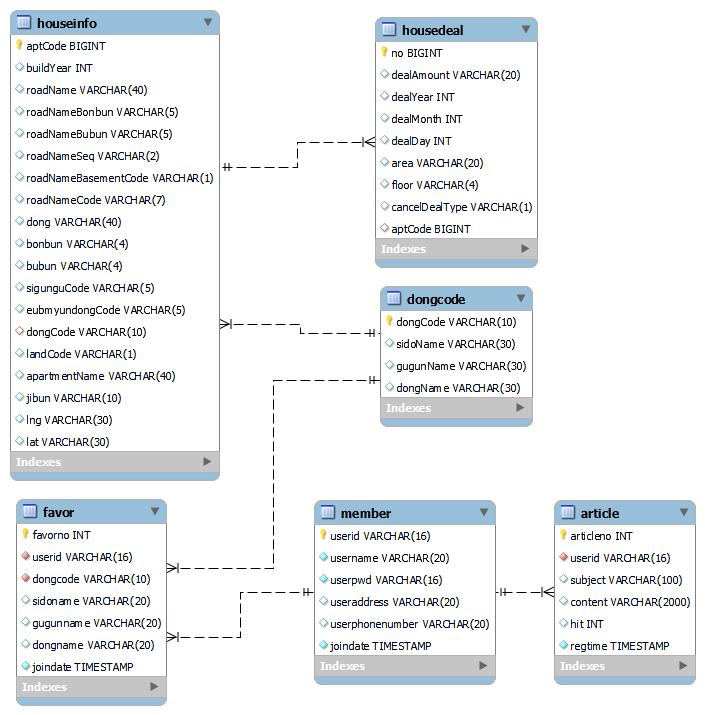 houseinfo
aptCode BIGINT
buildYear INT
roadName VARCHAR(40)
roadNameBonbun VARCHAR(5)
roadNameBubun VARCHAR(5)
roadNameSeq VARCHAR(2)
roadNameBasementCode VARCHAR(1)
roadNameCode VARCHAR(7)
dong VARCHAR(40)
bonbun VARCHAR(4)
bubun VARCHAR(4)
sigunguCode VARCHAR(5)
eubmyundongCode VARCHAR(5)
dongCode VARCHAR(10)
landCode VARCHAR(1)
apartmentName VARCHAR(40)
jibun VARCHAR(10)
lng VARCHAR(30)
lat VARCHAR(30)
Indexes
housedeal
no BIGINT
dealAmount VARCHAR(20)
dealYear INT
dealMonth INT
dealDay INT
area VARCHAR(20)
floor VARCHAR(4)
cancelDealType VARCHAR(1)
aptCode BIGINT
Indexes
dongcode
dongCode VARCHAR(10)
sidoName VARCHAR(30)
gugunName VARCHAR(30)
dongName VARCHAR(30)
Indexes
favor
favorno INT
userid VARCHAR(16)
dongcode VARCHAR(10)
sidoname VARCHAR(20)
gugunname VARCHAR(20)
dongname VARCHAR(20)
joindate TIMESTAMP
Indexes
member
userid VARCHAR(16)
username VARCHAR(20)
userpwd VARCHAR(16)
useraddress VARCHAR(20)
userphonenumber VARCHAR(20)
joindate TIMESTAMP
Indexes
article
articleno INT
userid VARCHAR(16)
subject VARCHAR(100)
content VARCHAR(2000)
hit INT
regtime TIMESTAMP
Indexes